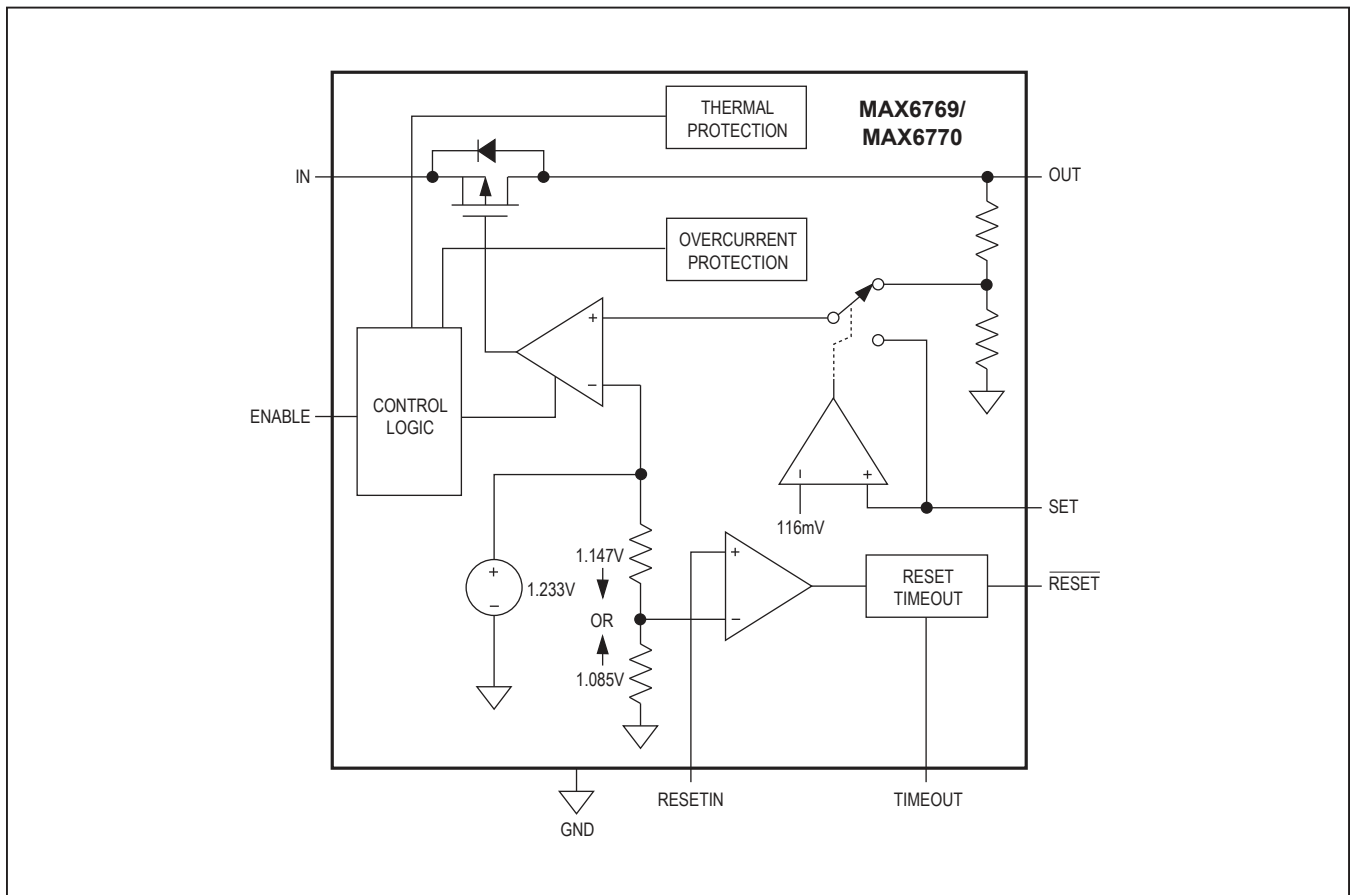 THERMAL
PROTECTION
MAX6769/
MAX6770
IN
OUT
OVERCURRENT
PROTECTION
+
−
ENABLE
CONTROL
LOGIC
−
+
116mV
SET
+
−
1.233V
1.147V
OR
1.085V
+
−
RESET
TIMEOUT
RESET
RESETIN
TIMEOUT
GND